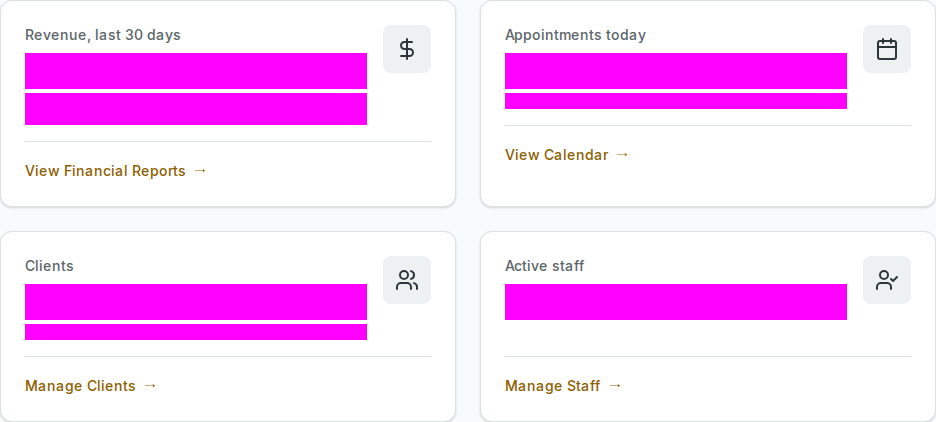 Revenue, last 30 days
View Financial Reports →
Appointments today
View Calendar →
Clients
Manage Clients →
Active staff
Manage Staff →